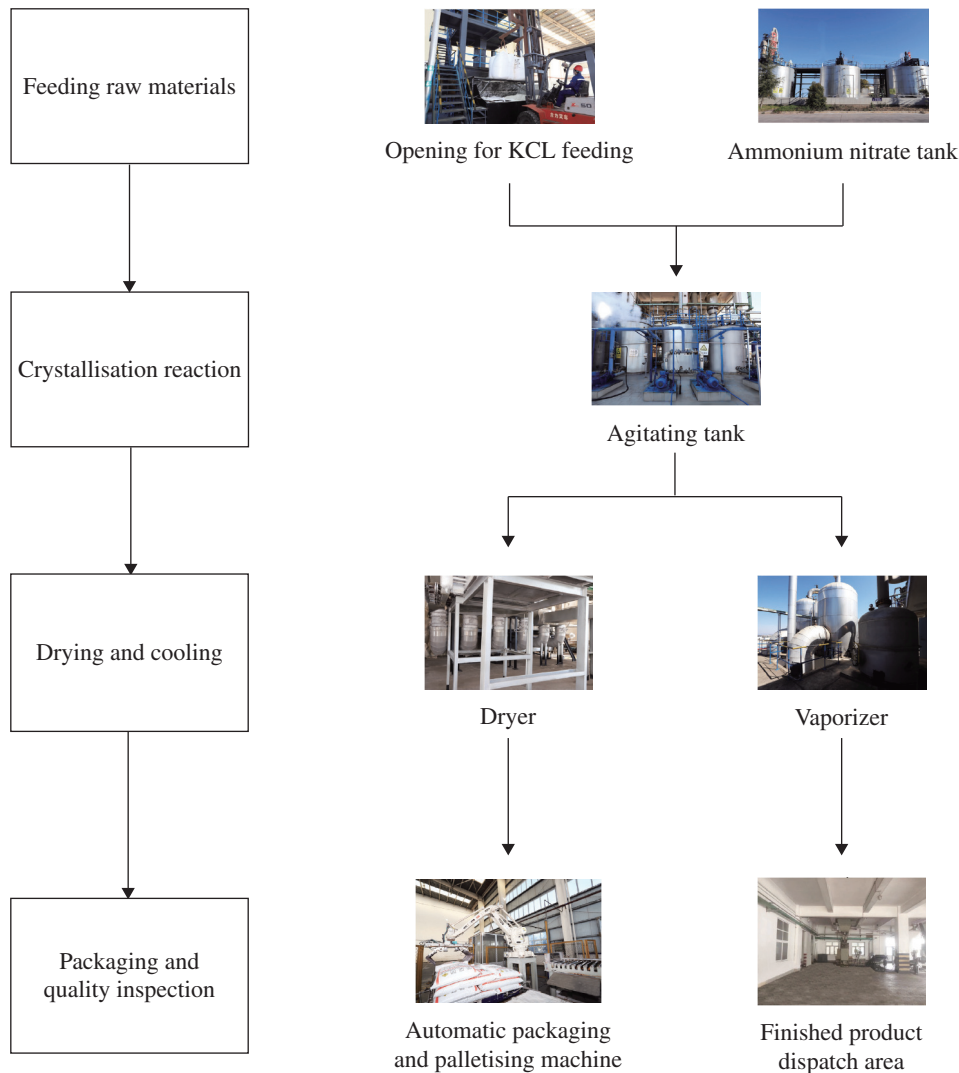 Feeding raw materials
Opening for KCL feeding
Ammonium nitrate tank
Crystallisation reaction
Agitating tank
Drying and cooling
Dryer
Vaporizer
Packaging and
quality inspection
Automatic packaging
and palletising machine
Finished product
dispatch area